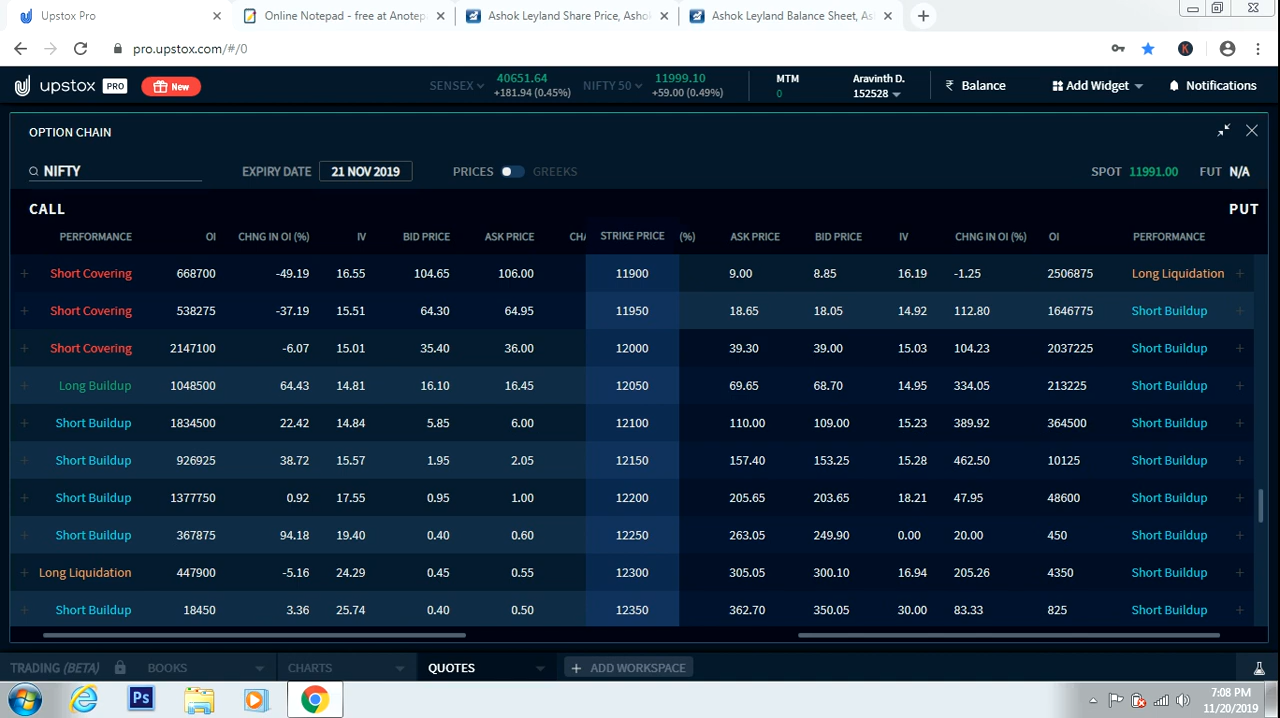 Upstox Pro
Online Notepad - free at Anotep
Ashok Leyland Share Price, Ashok
Ashok Leyland Balance Sheet, As
pro.upstox.com/#/0
K
upstox PRO New SENSEX 40651.64 +181.94 (0.45%) NIFTY 50 11999.10 +59.00 (0.49%) MTM 0 Aravinth D. 152528 ₹ Balance Add Widget Notifications
OPTION CHAIN
NIFTY EXPIRY DATE 21 NOV 2019 PRICES GREEKS SPOT 11991.00 FUT N/A
CALL PUT
PERFORMANCE OI CHNG IN OI (%) IV BID PRICE ASK PRICE CHA STRIKE PRICE (%) ASK PRICE BID PRICE IV CHNG IN OI (%) OI PERFORMANCE
+ Short Covering 668700 -49.19 16.55 104.65 106.00 11900 9.00 8.85 16.19 -1.25 2506875 Long Liquidation +
+ Short Covering 538275 -37.19 15.51 64.30 64.95 11950 18.65 18.05 14.92 112.80 1646775 Short Buildup +
+ Short Covering 2147100 -6.07 15.01 35.40 36.00 12000 39.30 39.00 15.03 104.23 2037225 Short Buildup +
+ Long Buildup 1048500 64.43 14.81 16.10 16.45 12050 69.65 68.70 14.95 334.05 213225 Short Buildup +
+ Short Buildup 1834500 22.42 14.84 5.85 6.00 12100 110.00 109.00 15.23 389.92 364500 Short Buildup +
+ Short Buildup 926925 38.72 15.57 1.95 2.05 12150 157.40 153.25 15.28 462.50 10125 Short Buildup +
+ Short Buildup 1377750 0.92 17.55 0.95 1.00 12200 205.65 203.65 18.21 47.95 48600 Short Buildup +
+ Short Buildup 367875 94.18 19.40 0.40 0.60 12250 263.05 249.90 0.00 20.00 450 Short Buildup +
+ Long Liquidation 447900 -5.16 24.29 0.45 0.55 12300 305.05 300.10 16.94 205.26 4350 Short Buildup +
+ Short Buildup 18450 3.36 25.74 0.40 0.50 12350 362.70 350.05 30.00 83.33 825 Short Buildup +
TRADING (BETA) BOOKS CHARTS QUOTES + ADD WORKSPACE
Ps
7:08 PM
11/20/2019